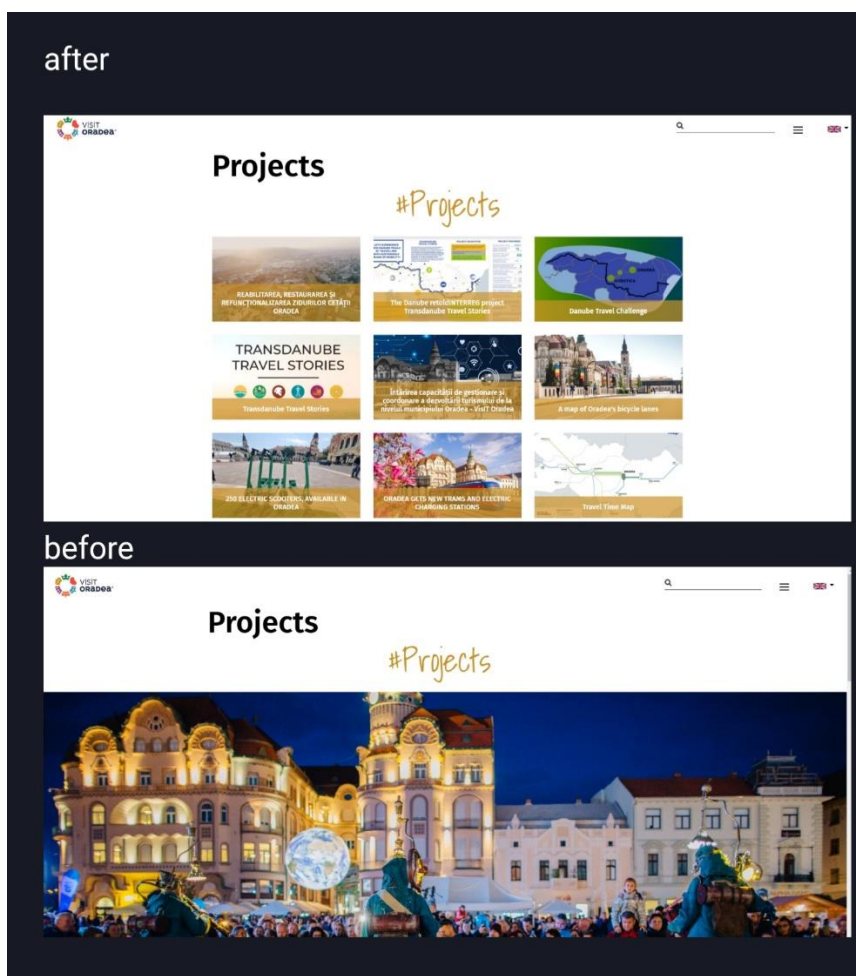 after
VISIT
ORADEA
Projects
#Projects
REABILITAREA, RESTAURAREA ȘI
REFUNCȚIONALIZAREA ZIDURILOR CETĂȚII
ORADEA
The Danube retold:INTERREG project
Transdanube Travel Stories
Danube Travel Challenge
TRANSDANUBE
TRAVEL STORIES
Transdanube Travel Stories
Întărirea capacității de gestionare și
coordonare a dezvoltării turismului de la
nivelul municipiului Oradea - VisIT Oradea
A map of Oradea's bicycle lanes
250 ELECTRIC SCOOTERS, AVAILABLE IN
ORADEA
ORADEA GETS NEW TRAMS AND ELECTRIC
CHARGING STATIONS
Travel Time Map
before
VISIT
ORADEA
Projects
#Projects